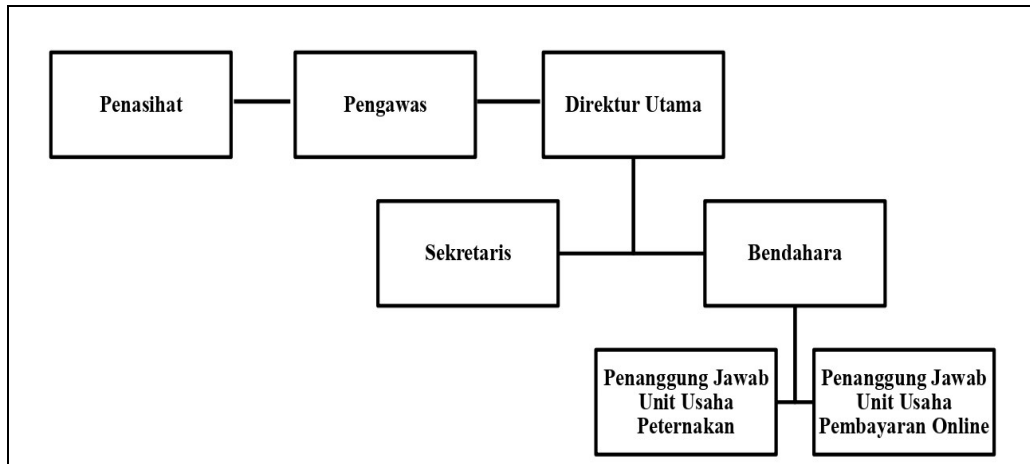 Penasihat
Pengawas
Direktur Utama
Sekretaris
Bendahara
Penanggung Jawab
Unit Usaha
Peternakan
Penanggung Jawab
Unit Usaha
Pembayaran Online